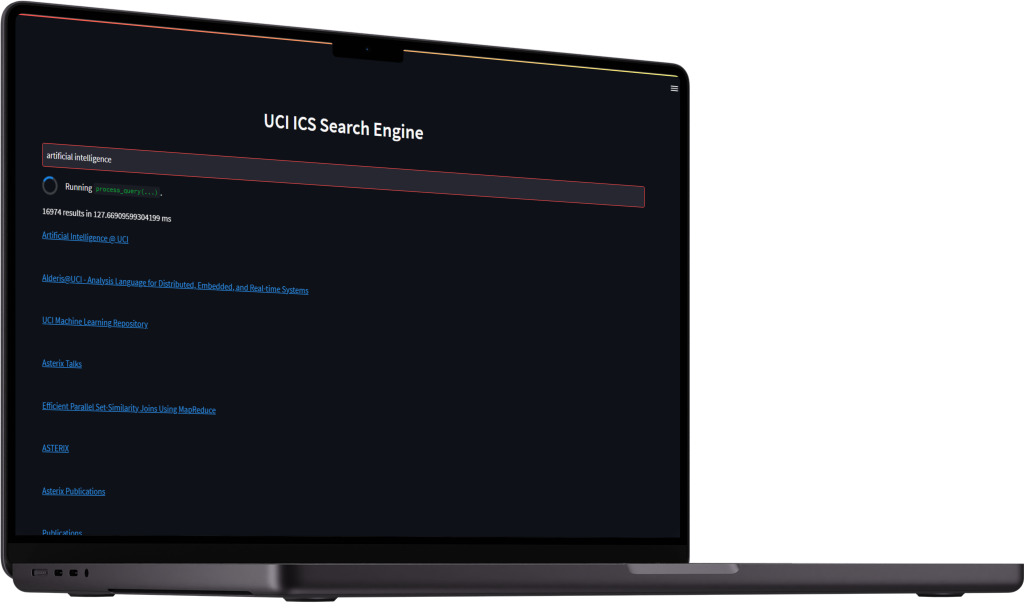 UCI ICS Search Engine
artificial intelligence
Running process_query(...).
16974 results in 127.66909599304199 ms
Artificial Intelligence @ UCI
Alderis@UCI - Analysis Language for Distributed, Embedded, and Real-time Systems
UCI Machine Learning Repository
Asterix Talks
Efficient Parallel Set-Similarity Joins Using MapReduce
ASTERIX
Asterix Publications
Publications